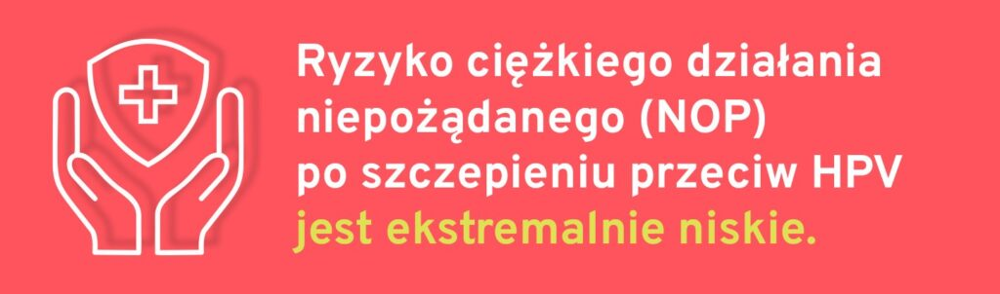 Ryzyko ciężkiego działania
niepożądanego (NOP)
po szczepieniu przeciw HPV
jest ekstremalnie niskie.